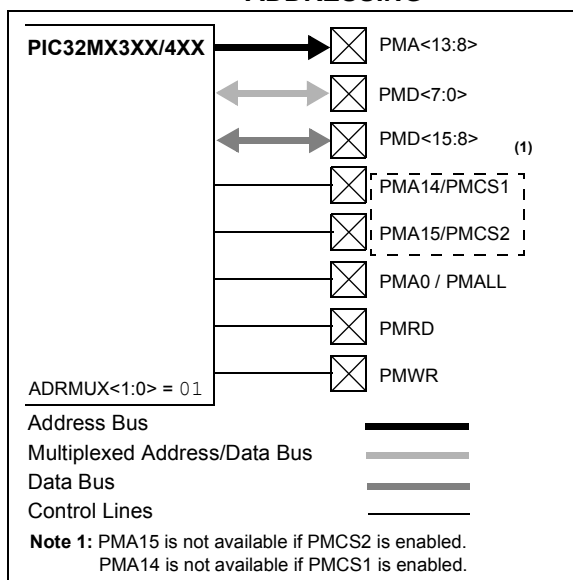 PIC32MX3XX/4XX
PMA<13:8>
PMD<7:0>
PMD<15:8>
(1)
PMA14/PMCS1
PMA15/PMCS2
PMA0 / PMALL
PMRD
PMWR
ADRMUX<1:0> = 01
Address Bus
Multiplexed Address/Data Bus
Data Bus
Control Lines
Note 1: PMA15 is not available if PMCS2 is enabled.
PMA14 is not available if PMCS1 is enabled.